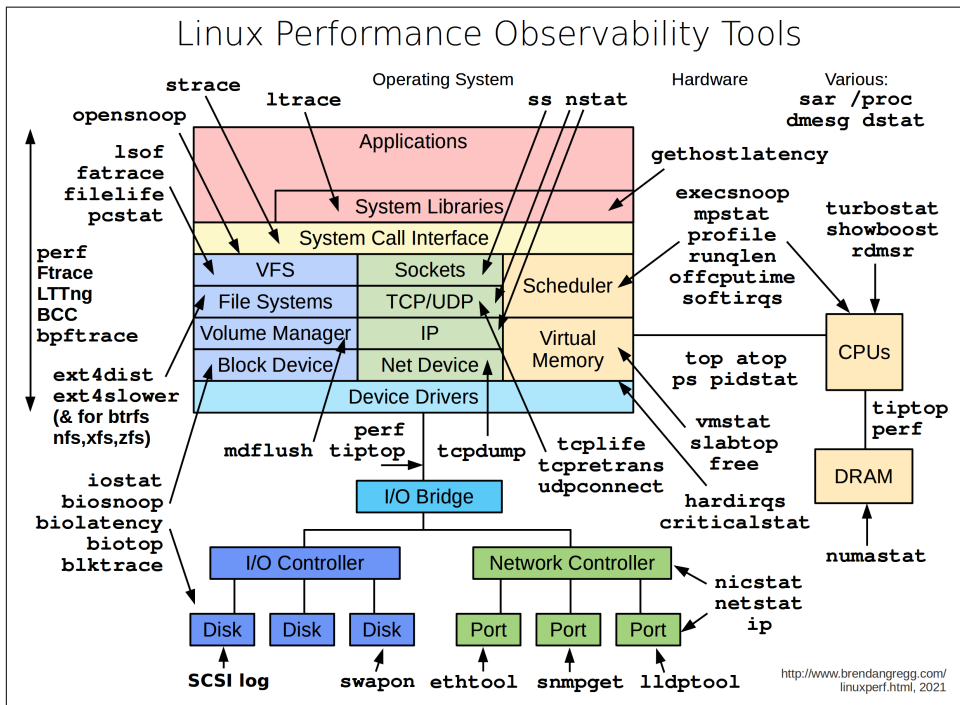 Linux Performance Observability Tools
Operating System
Hardware
Various:
sar /proc
dmesg dstat
strace
opensnoop
ltrace
ss nstat
lsof
fatrace
filelife
pcstat
perf
Ftrace
LTTng
BCC
bpftrace
ext4dist
ext4slower
(& for btrfs
nfs,xfs,zfs)
iostat
biosnoop
biolatency
biotop
blktrace
Applications
System Libraries
System Call Interface
VFS
Sockets
Scheduler
File Systems
TCP/UDP
Volume Manager
IP
Virtual
Memory
Block Device
Net Device
Device Drivers
gethostlatency
execsnoop
mpstat
profile
runqlen
offcputime
softirqs
turbostat
showboost
rdmsr
CPUs
top atop
ps pidstat
tiptop
perf
DRAM
numastat
vmstat
slabtop
free
hardirqs
criticalstat
mdflush
perf
tiptop
tcpdump
tcplife
tcpretrans
udpconnect
I/O Bridge
I/O Controller
Network Controller
nicstat
netstat
ip
Disk
Disk
Disk
Port
Port
Port
SCSI log
swapon
ethtool
snmpget
lldptool
http://www.brendangregg.com/
linuxperf.html, 2021